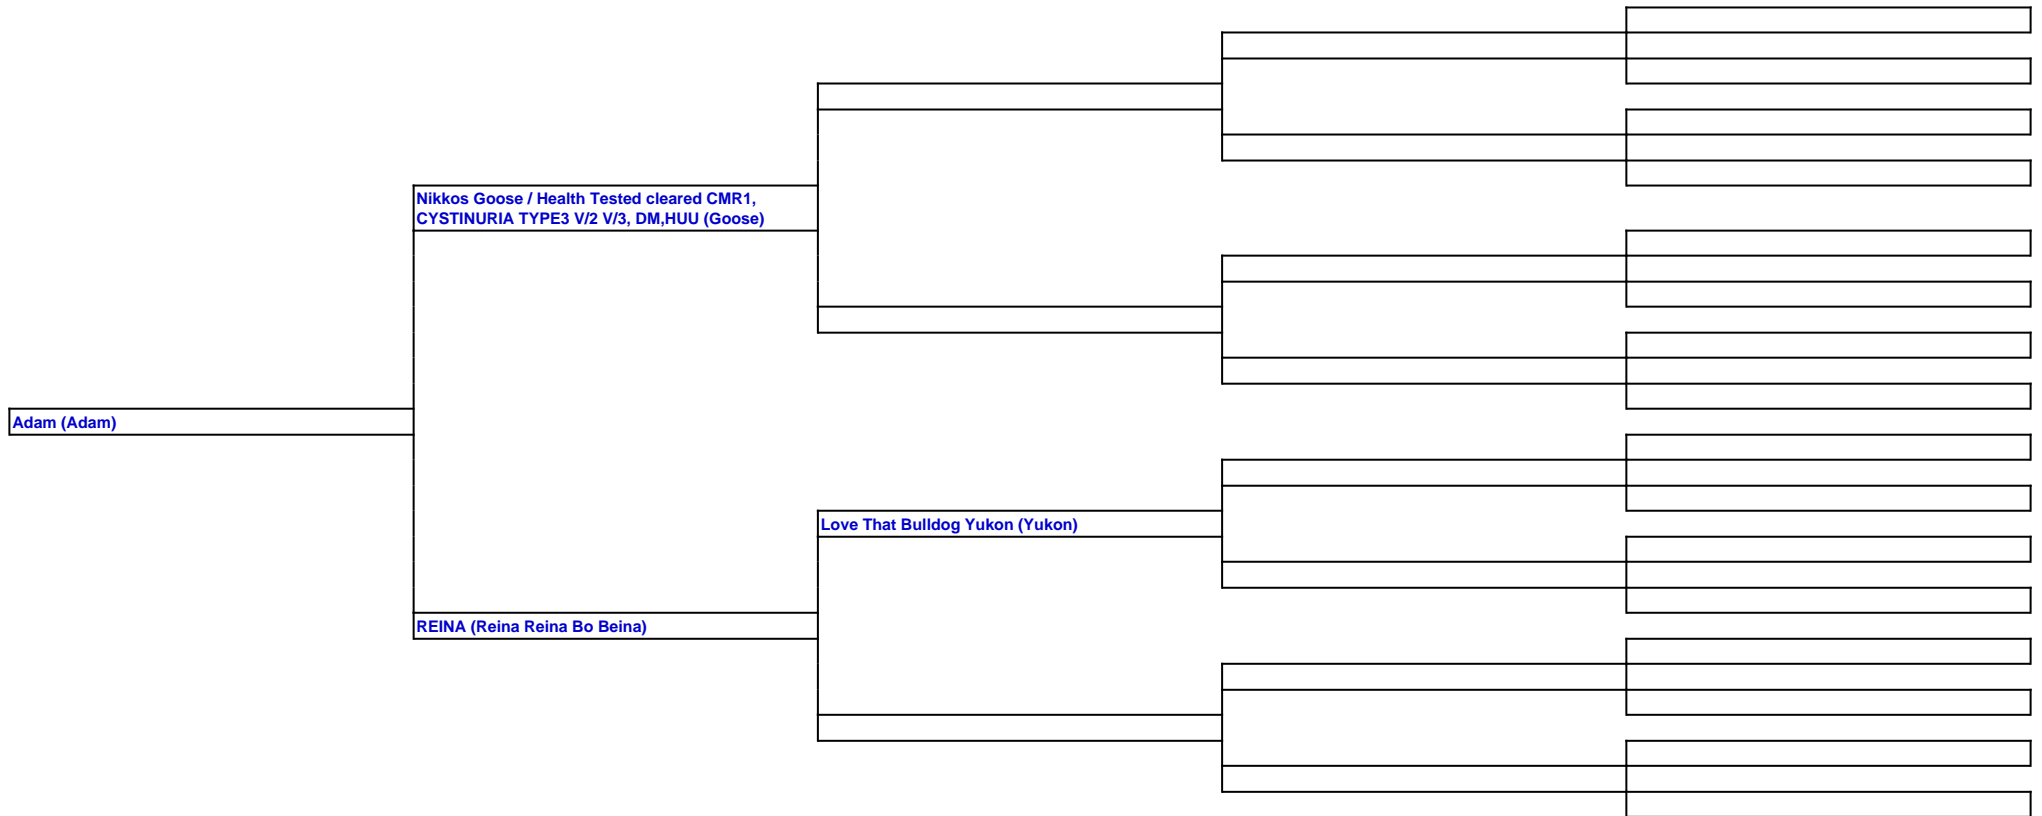 Nikkos Goose / Health Tested cleared CMR1,
CYSTINURIA TYPE3 V/2 V/3, DM,HUU (Goose)
Adam (Adam)
Love That Bulldog Yukon (Yukon)
REINA (Reina Reina Bo Beina)